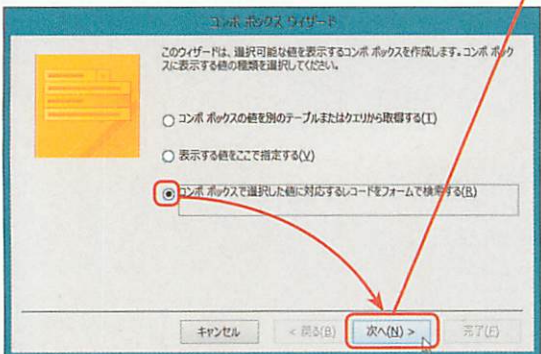 コンボ ボックス ウィザード
このウィザードは、選択可能な値を表示するコンボ ボックスを作成します。コンボ ボック
スに表示する値の種類を選択してください。
コンボ ボックスの値を別のテーブルまたはクエリから取得する(T)
表示する値をここで指定する(V)
コンボ ボックスで選択した値に対応するレコードをフォームで検索する(R)
キャンセル < 戻る(B) 次へ(N) > 完了(F)